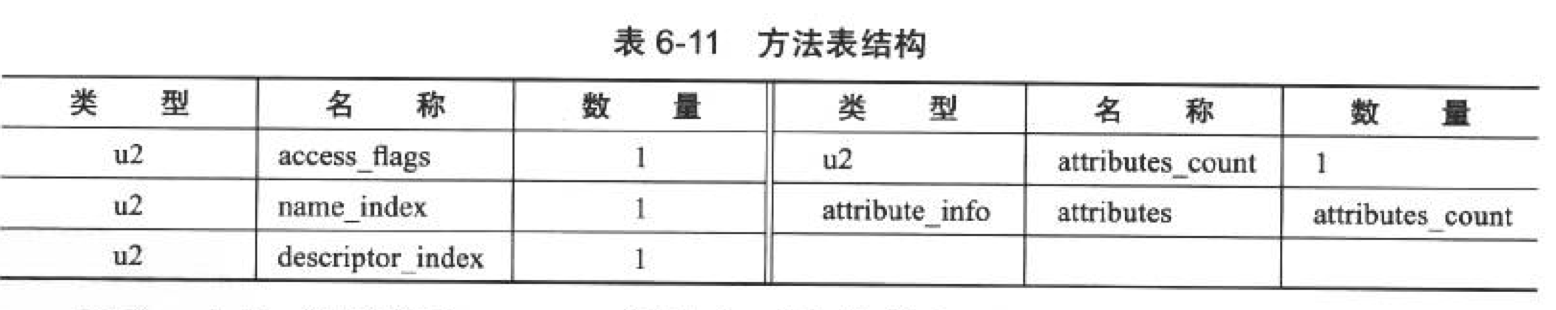 表 6-11 方法表结构
类 型 名 称 数 量 类 型 名 称 数 量
u2 access_flags 1 u2 attributes_count 1
u2 name_index 1 attribute_info attributes attributes_count
u2 descriptor_index 1